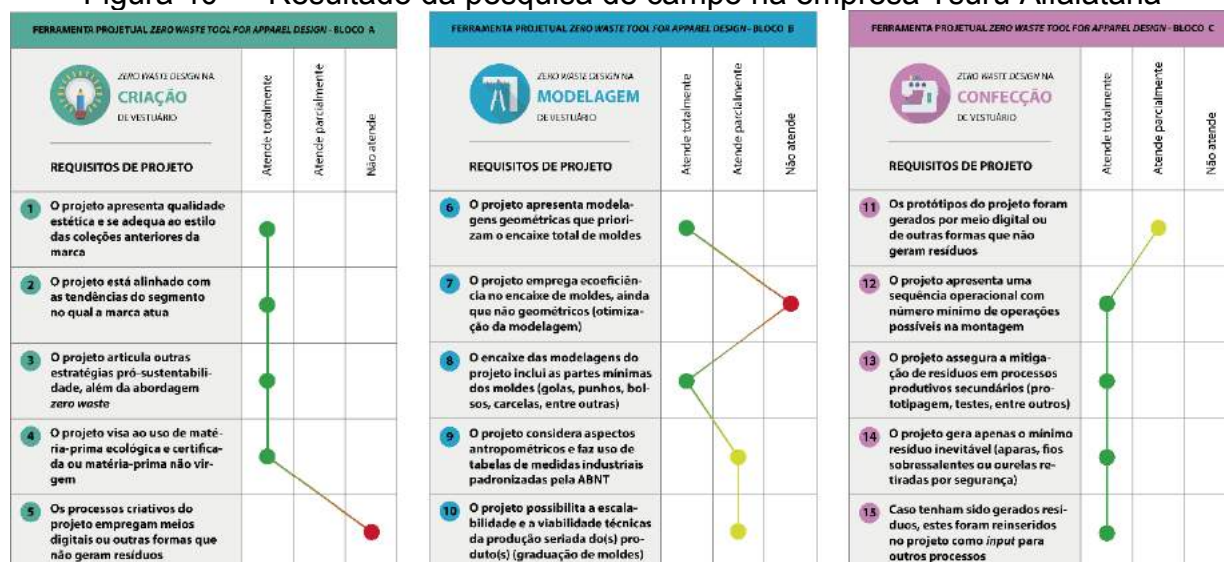 Figura 40 — Resultado da pesquisa de campo na empresa Tsuru Alfaiataria
FERRAMENTA PROJETUAL ZERO WASTE TOOL FOR APPAREL DESIGN - BLOCO A
ZERO WASTE DESIGN NA
CRIAÇÃO
DE VESTUÁRIO
REQUISITOS DE PROJETO
Atende totalmente
Atende parcialmente
Não atende
1 O projeto apresenta qualidade
estética e se adequa ao estilo
das coleções anteriores da
marca
2 O projeto está alinhado com
as tendências do segmento
no qual a marca atua
3 O projeto articula outras
estratégias pró-sustentabili-
dade, além da abordagem
zero waste
4 O projeto visa ao uso de maté-
ria-prima ecológica e certifica-
da ou matéria-prima não vir-
gem
5 Os processos criativos do
projeto empregam meios
digitais ou outras formas que
não geram resíduos
FERRAMENTA PROJETUAL ZERO WASTE TOOL FOR APPAREL DESIGN - BLOCO B
ZERO WASTE DESIGN NA
MODELAGEM
DE VESTUÁRIO
REQUISITOS DE PROJETO
Atende totalmente
Atende parcialmente
Não atende
6 O projeto apresenta modela-
gens geométricas que priori-
zam o encaixe total de moldes
7 O projeto emprega ecoeficiên-
cia no encaixe de moldes, ainda
que não geométricos (otimiza-
ção da modelagem)
8 O encaixe das modelagens do
projeto inclui as partes mínimas
dos moldes (golas, punhos, bol-
sos, carcelas, entre outras)
9 O projeto considera aspectos
antropométricos e faz uso de
tabelas de medidas industriais
padronizadas pela ABNT
10 O projeto possibilita a escala-
bilidade e a viabilidade técnicas
da produção seriada do(s) pro-
duto(s) (graduação de moldes)
FERRAMENTA PROJETUAL ZERO WASTE TOOL FOR APPAREL DESIGN - BLOCO C
ZERO WASTE DESIGN NA
CONFECÇÃO
DE VESTUÁRIO
REQUISITOS DE PROJETO
Atende totalmente
Atende parcialmente
Não atende
11 Os protótipos do projeto foram
gerados por meio digital ou
de outras formas que não
geram resíduos
12 O projeto apresenta uma
sequência operacional com
número mínimo de operações
possíveis na montagem
13 O projeto assegura a mitiga-
ção de resíduos em processos
produtivos secundários (pro-
totipagem, testes, entre outros)
14 O projeto gera apenas o mínimo
resíduo inevitável (aparas, fios
sobressalentes ou ourelas re-
tiradas por segurança)
15 Caso tenham sido gerados resí-
duos, estes foram reinseridos
no projeto como input para
outros processos